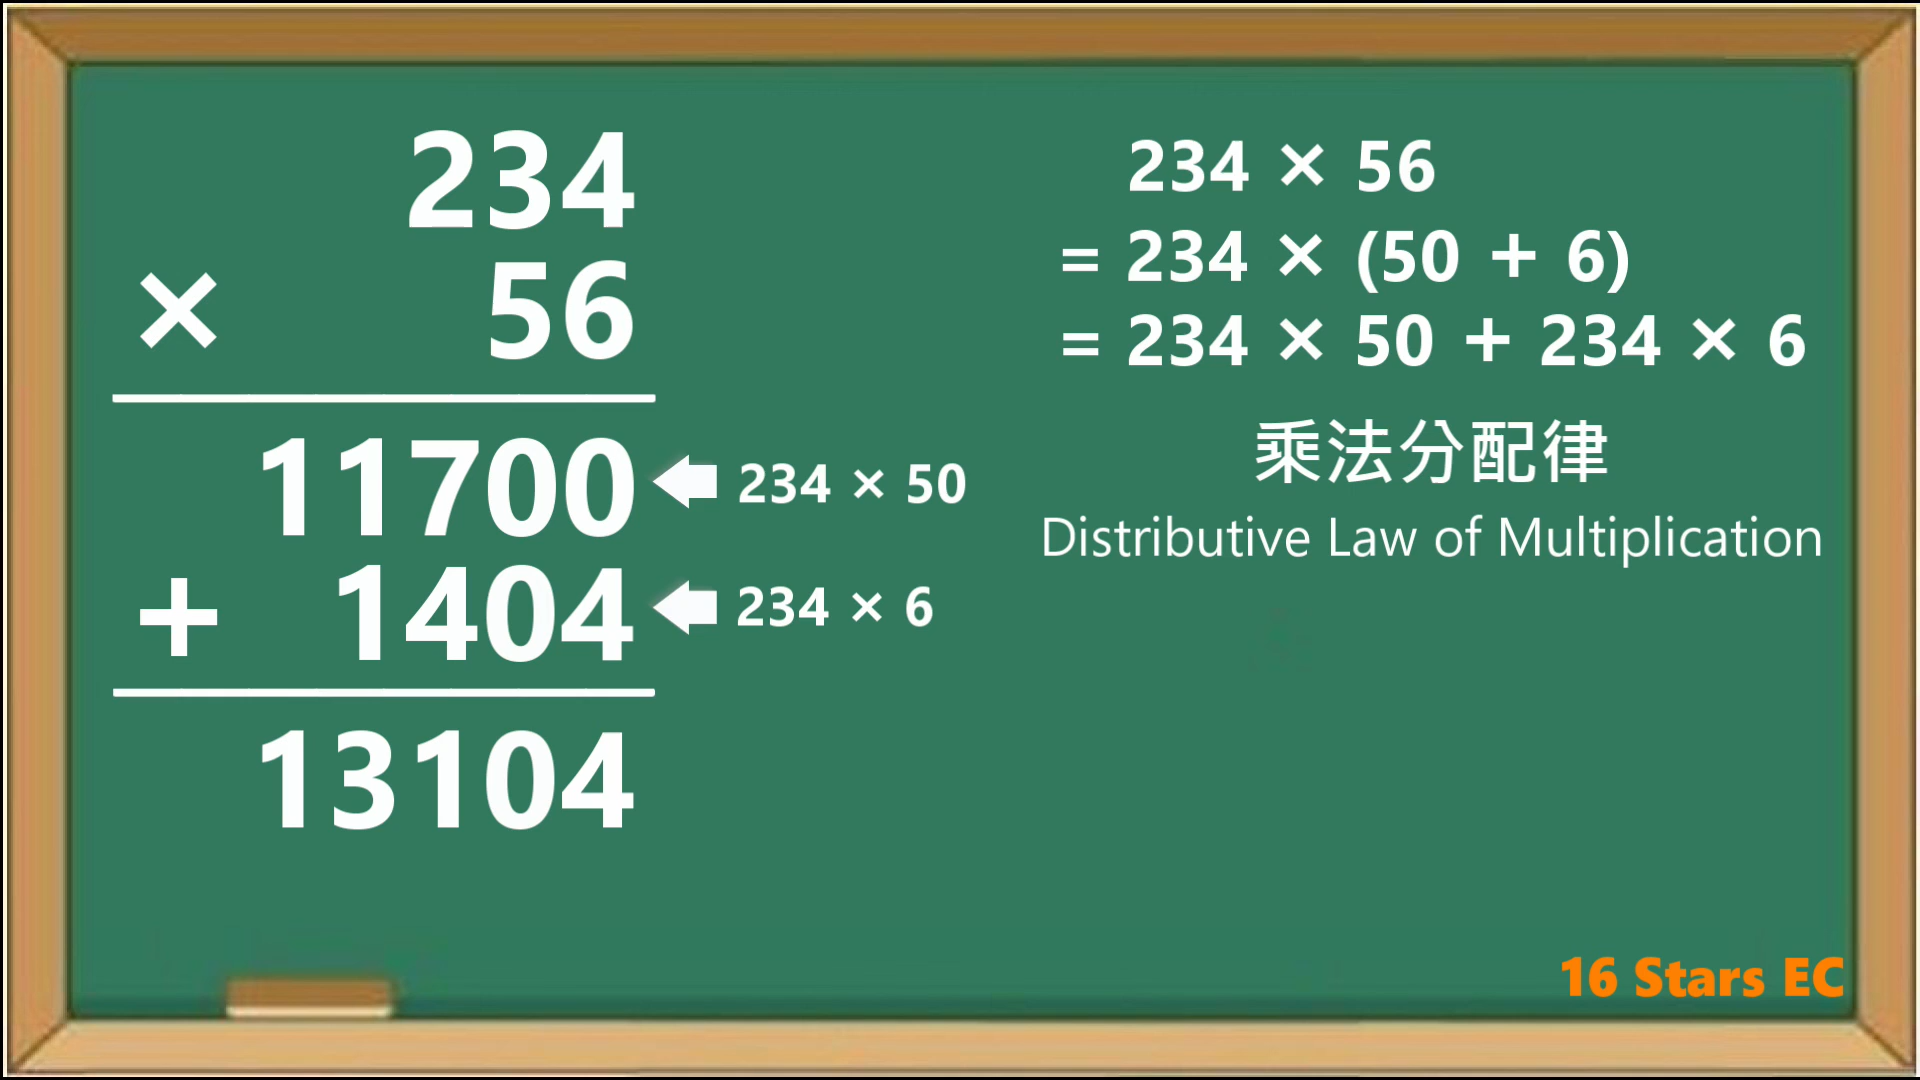 234
× 56
11700 234 × 50
+ 1404 234 × 6
13104
234 × 56
= 234 × (50 + 6)
= 234 × 50 + 234 × 6
乘法分配律
Distributive Law of Multiplication
16 Stars EC